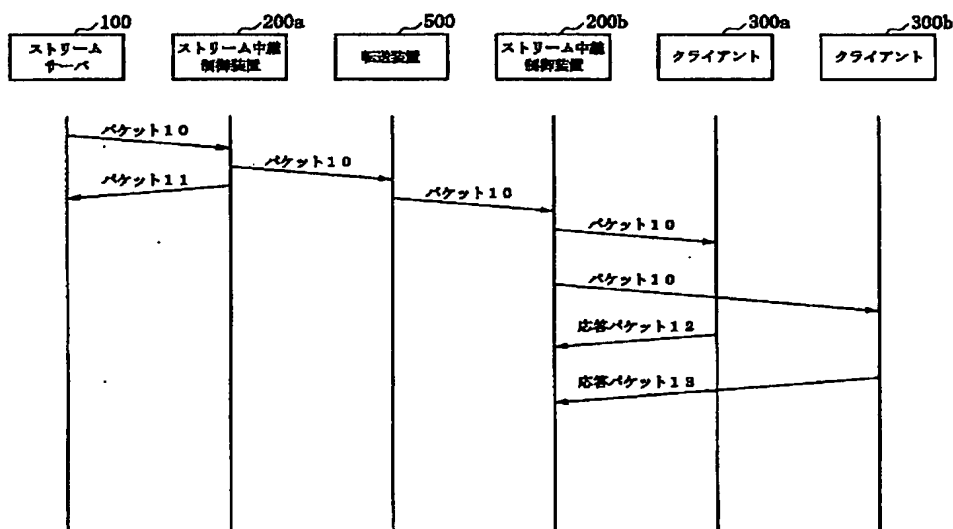 100
200a
500
200b
300a
300b
ストリーム
サーバ
ストリーム中継
制御装置
転送装置
ストリーム中継
制御装置
クライアント
クライアント
パケット10
パケット10
パケット11
パケット10
パケット10
パケット10
応答パケット12
応答パケット13